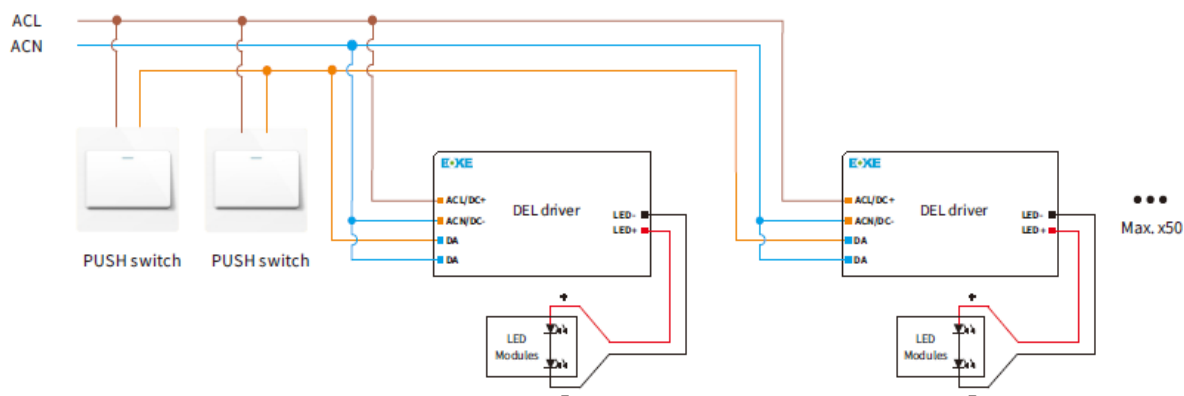 ACL
ACN
PUSH switch
PUSH switch
EOXE
ACL/DC+
ACN/DC-
DA
DA
DEL driver
LED-
LED+
+
LED
Modules
-
EOXE
ACL/DC+
ACN/DC-
DA
DA
DEL driver
LED-
LED+
+
LED
Modules
-
•••
Max. x50